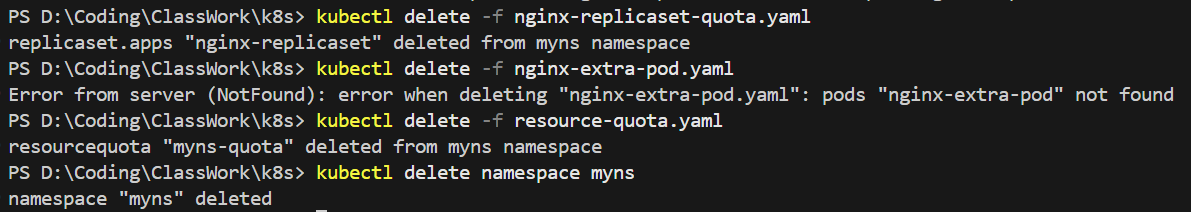 PS D:\Coding\ClassWork\k8s> kubectl delete -f nginx-replicaset-quota.yaml
replicaset.apps "nginx-replicaset" deleted from myns namespace
PS D:\Coding\ClassWork\k8s> kubectl delete -f nginx-extra-pod.yaml
Error from server (NotFound): error when deleting "nginx-extra-pod.yaml": pods "nginx-extra-pod" not found
PS D:\Coding\ClassWork\k8s> kubectl delete -f resource-quota.yaml
resourcequota "myns-quota" deleted from myns namespace
PS D:\Coding\ClassWork\k8s> kubectl delete namespace myns
namespace "myns" deleted